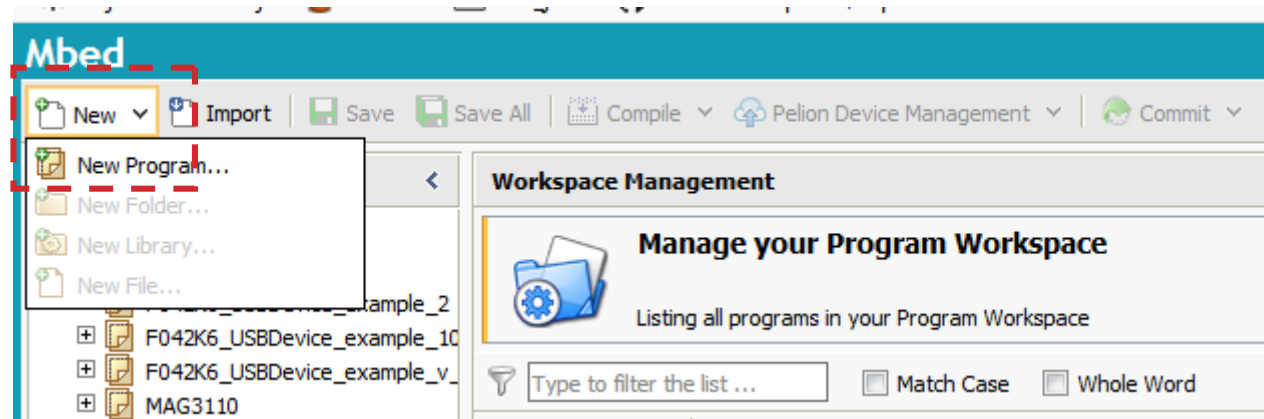 Mbed
New Import Save Save All Compile Pelion Device Management Commit
New Program...
New Folder...
New Library...
New File...
Workspace Management
Manage your Program Workspace
Listing all programs in your Program Workspace
F042K6_USBDevice_example_10
F042K6_USBDevice_example_v_
MAG3110
Type to filter the list ... Match Case Whole Word